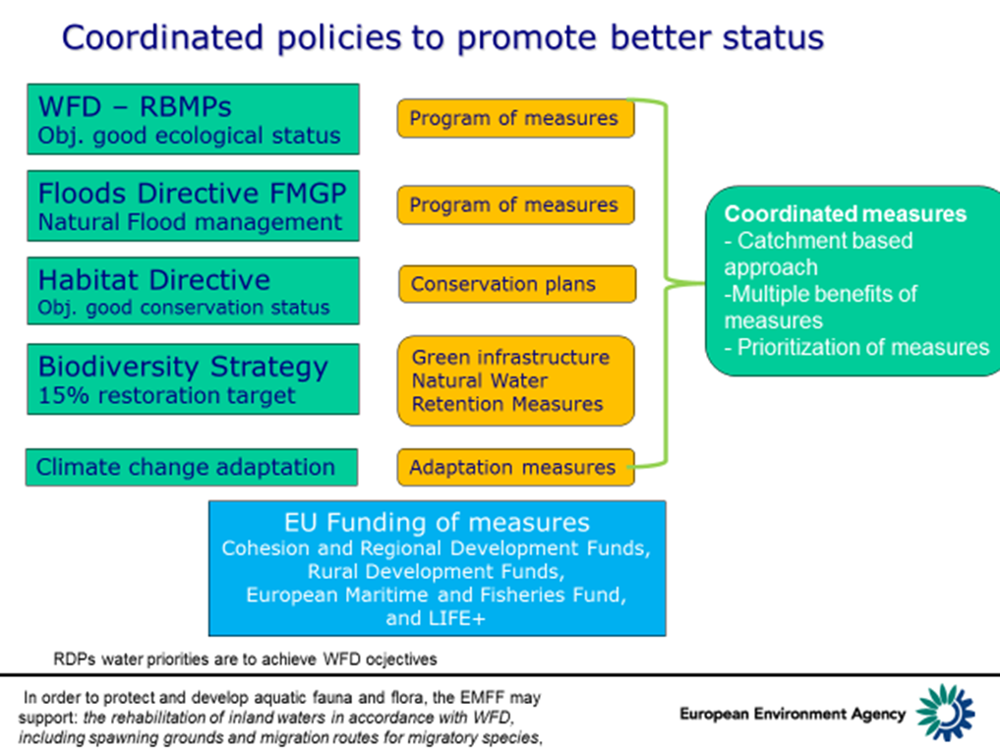 Coordinated policies to promote better status
WFD – RBMPs
Obj. good ecological status
Program of measures
Floods Directive FMGP
Natural Flood management
Program of measures
Habitat Directive
Obj. good conservation status
Conservation plans
Biodiversity Strategy
15% restoration target
Green infrastructure
Natural Water
Retention Measures
Climate change adaptation
Adaptation measures
Coordinated measures
- Catchment based
approach
-Multiple benefits of
measures
- Prioritization of measures
EU Funding of measures
Cohesion and Regional Development Funds,
Rural Development Funds,
European Maritime and Fisheries Fund,
and LIFE+
RDPs water priorities are to achieve WFD ocjectives
In order to protect and develop aquatic fauna and flora, the EMFF may
support: the rehabilitation of inland waters in accordance with WFD,
including spawning grounds and migration routes for migratory species,
European Environment Agency